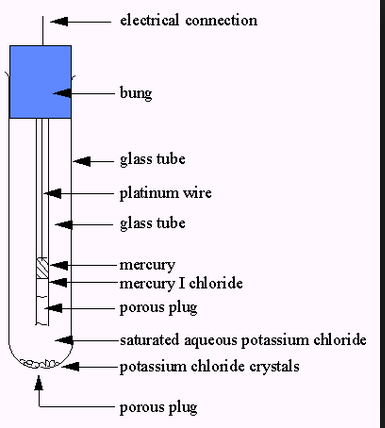 electrical connection
bung
glass tube
platinum wire
glass tube
mercury
mercury I chloride
porous plug
saturated aqueous potassium chloride
potassium chloride crystals
porous plug